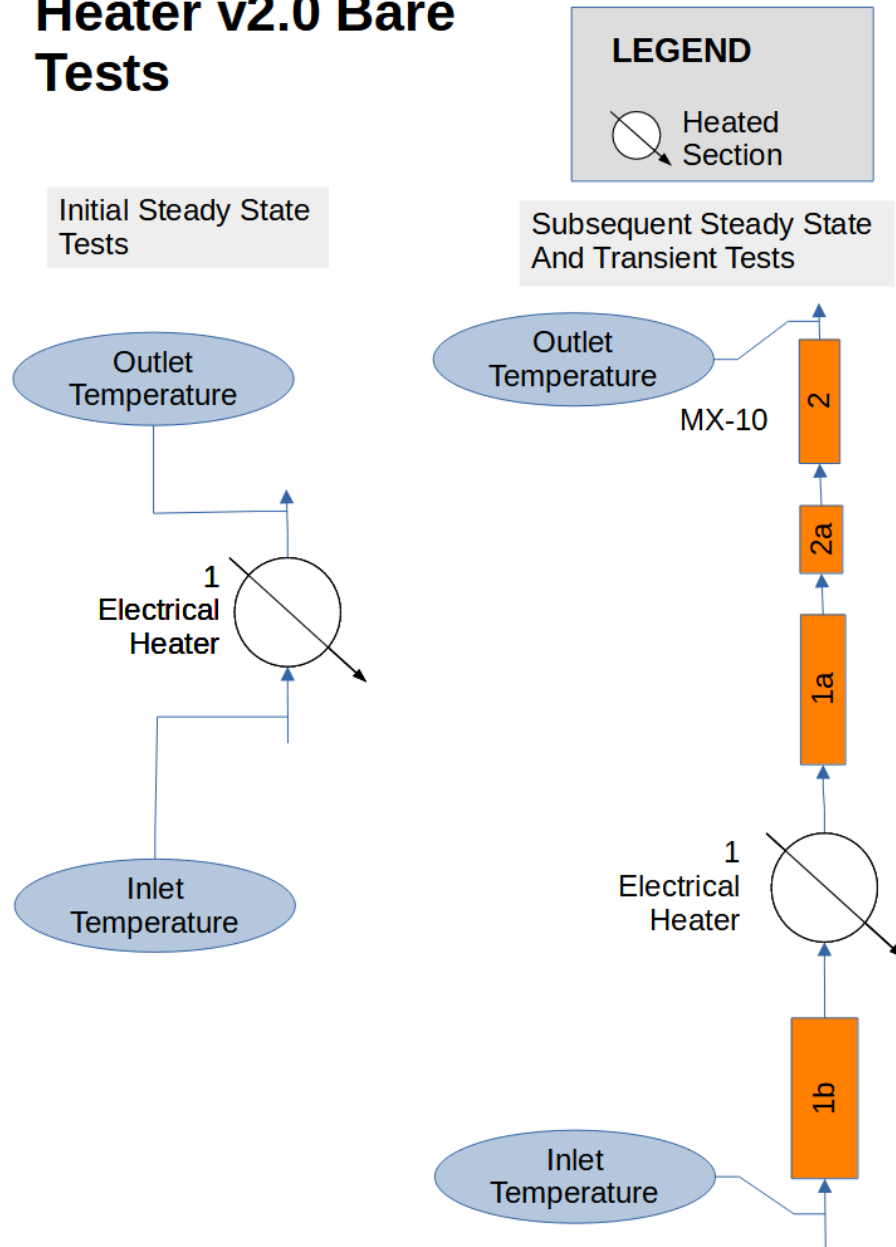 Heater v2.0 Bare
Tests
LEGEND
Heated
Section
Initial Steady State
Tests
Outlet
Temperature
1
Electrical
Heater
Inlet
Temperature
Subsequent Steady State
And Transient Tests
Outlet
Temperature
MX-10
2
2a
1a
1
Electrical
Heater
1b
Inlet
Temperature